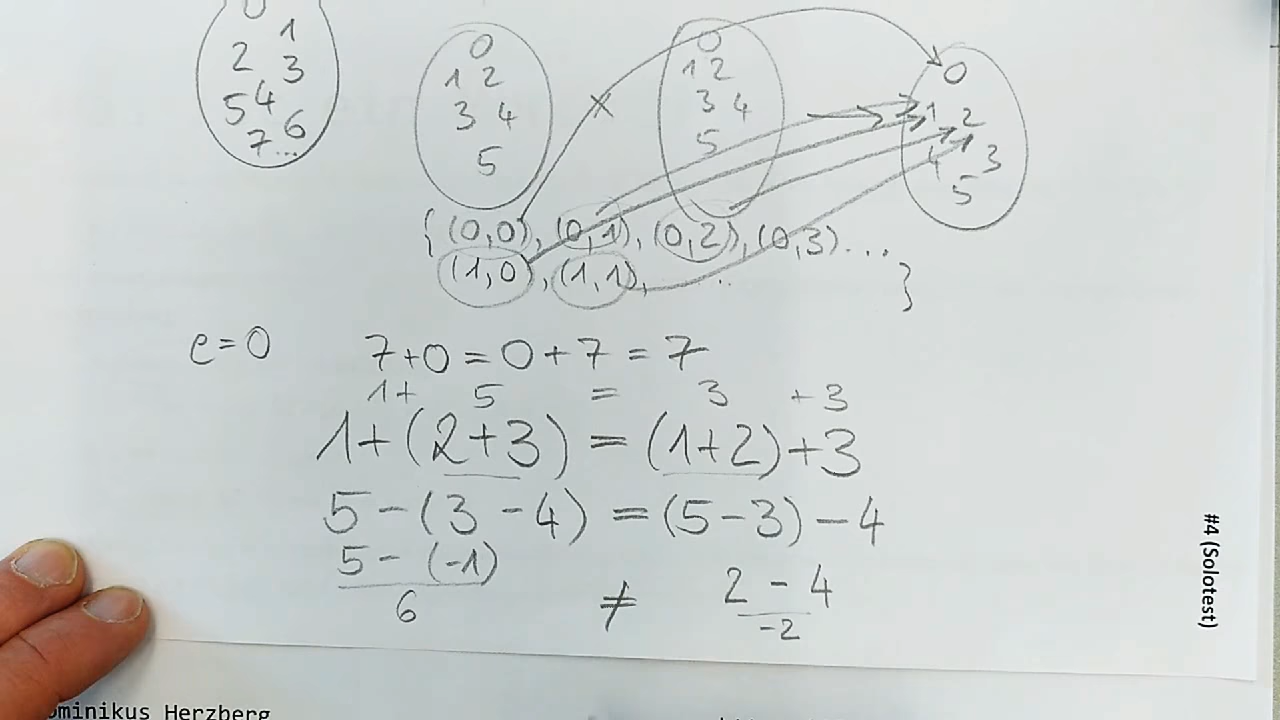 0
1
2 3
5 4
7... 6
0
1 2
3 4
5
0
1 2
3 4
5
0
1 2
4 3
5
x
{(0,0), (0,1), (0,2), (0,3)...
(1,0), (1,1), ..
}
e=0 7+0=0+7=7
1+ 5 = 3 +3
1+(2+3)=(1+2)+3
5-(3-4)=(5-3)-4
5-(-1)
6 ≠ 2-4
-2
#4 (Solotest)
ominikus Herzberg